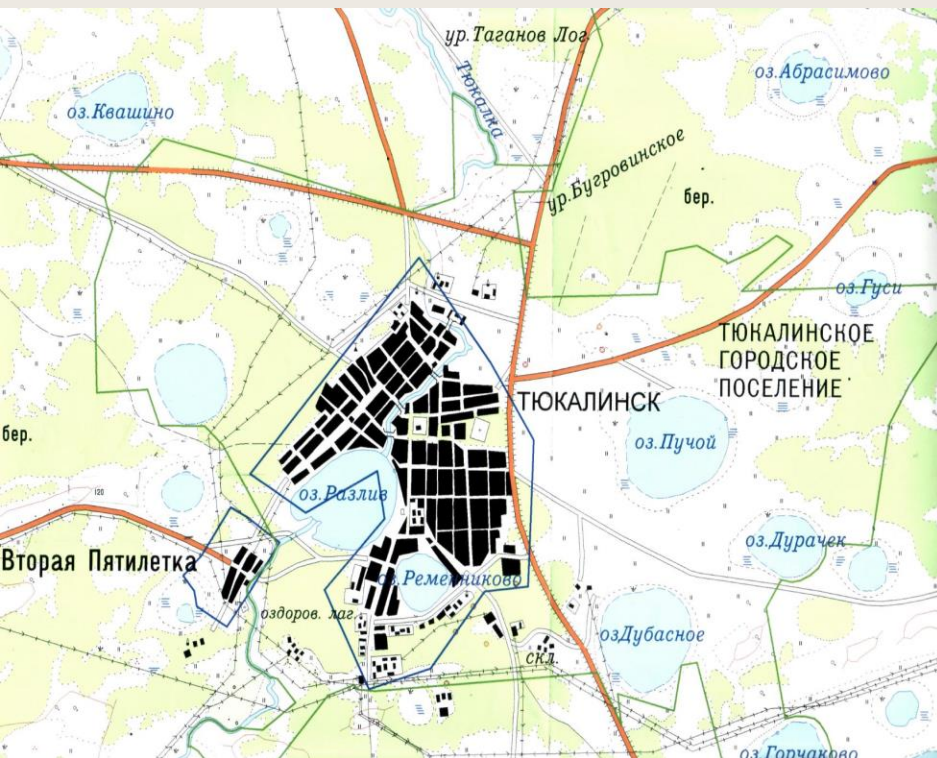 ур.Таганов Лог
Тюкалка
оз.Абрасимово
оз.Квашино
ур.Бугровинское
бер.
оз.Гуси
ТЮКАЛИНСКОЕ
ГОРОДСКОЕ
ПОСЕЛЕНИЕ
ТЮКАЛИНСК
бер.
оз.Пучой
120
оз.Разлив
оз.Дурачек
Вторая Пятилетка
оз.Ременниково
оздоров. лаг.
озДубасное
скл.
оз.Горчаково